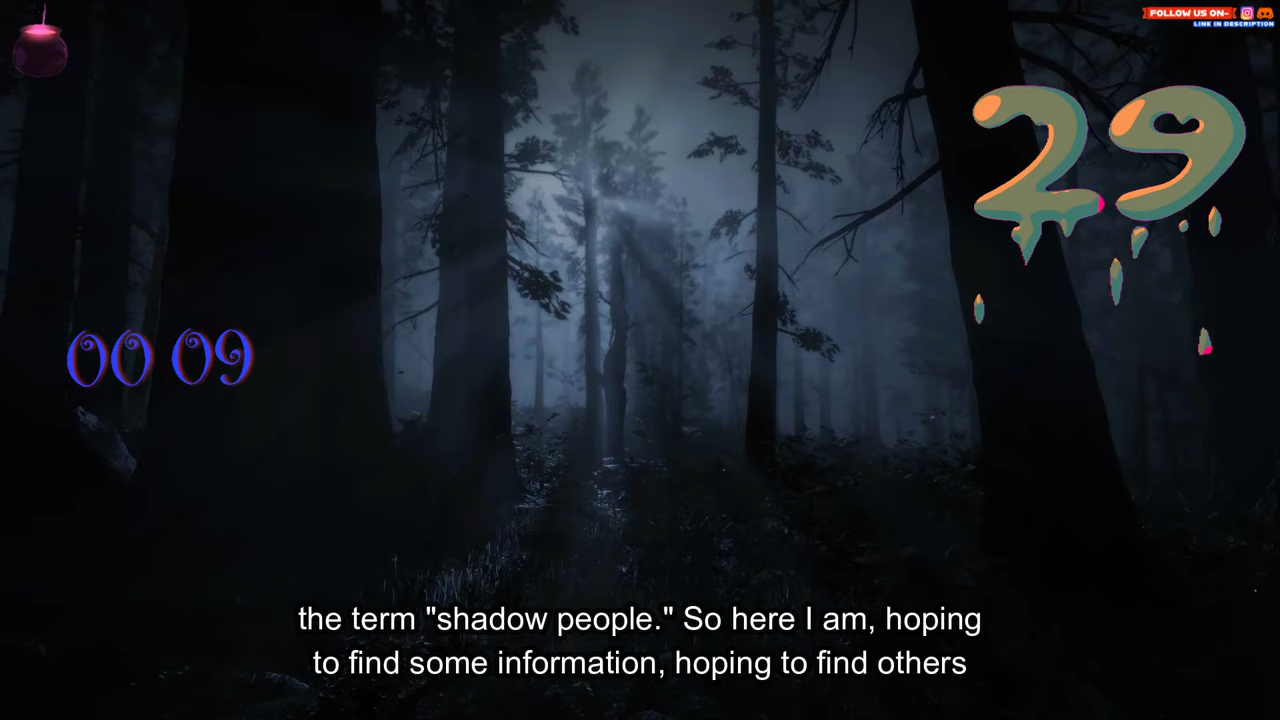 FOLLOW US ON-
LINK IN DESCRIPTION
29
00 09
the term "shadow people." So here I am, hoping
to find some information, hoping to find others